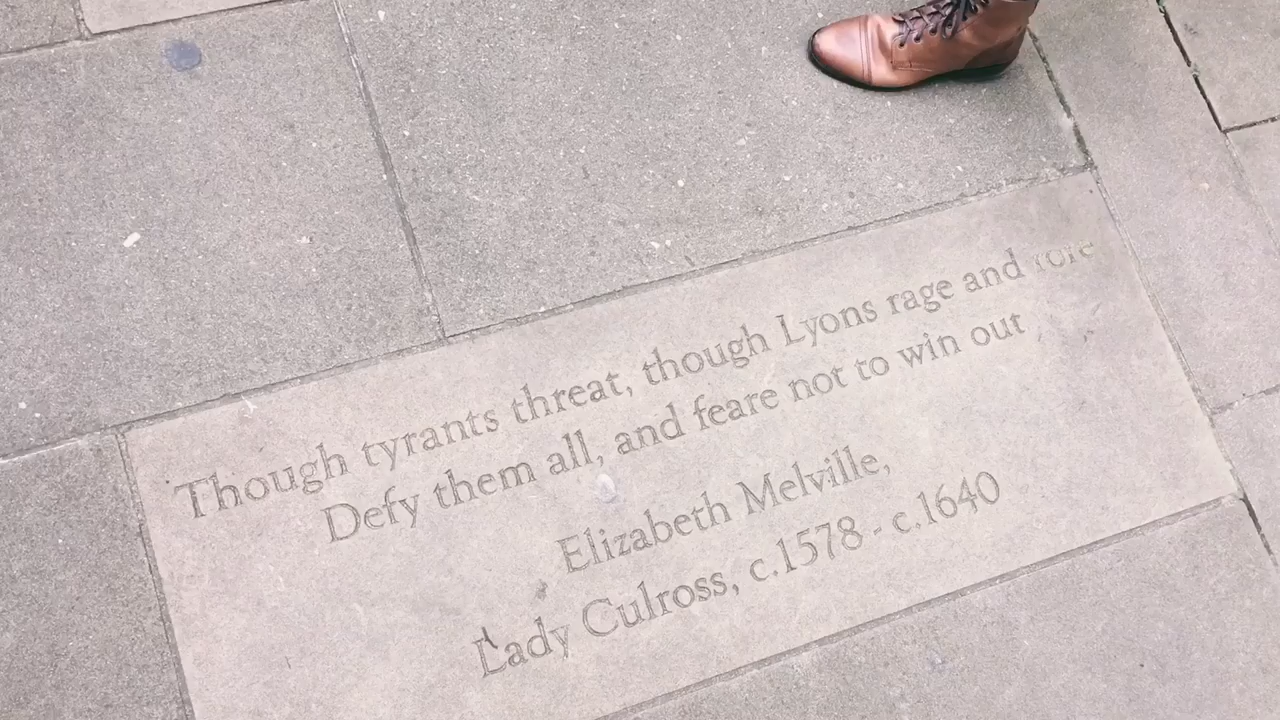 Though tyrants threat, though Lyons rage and rore
Defy them all, and feare not to win out
Elizabeth Melville,
Lady Culross, c.1578 - c.1640